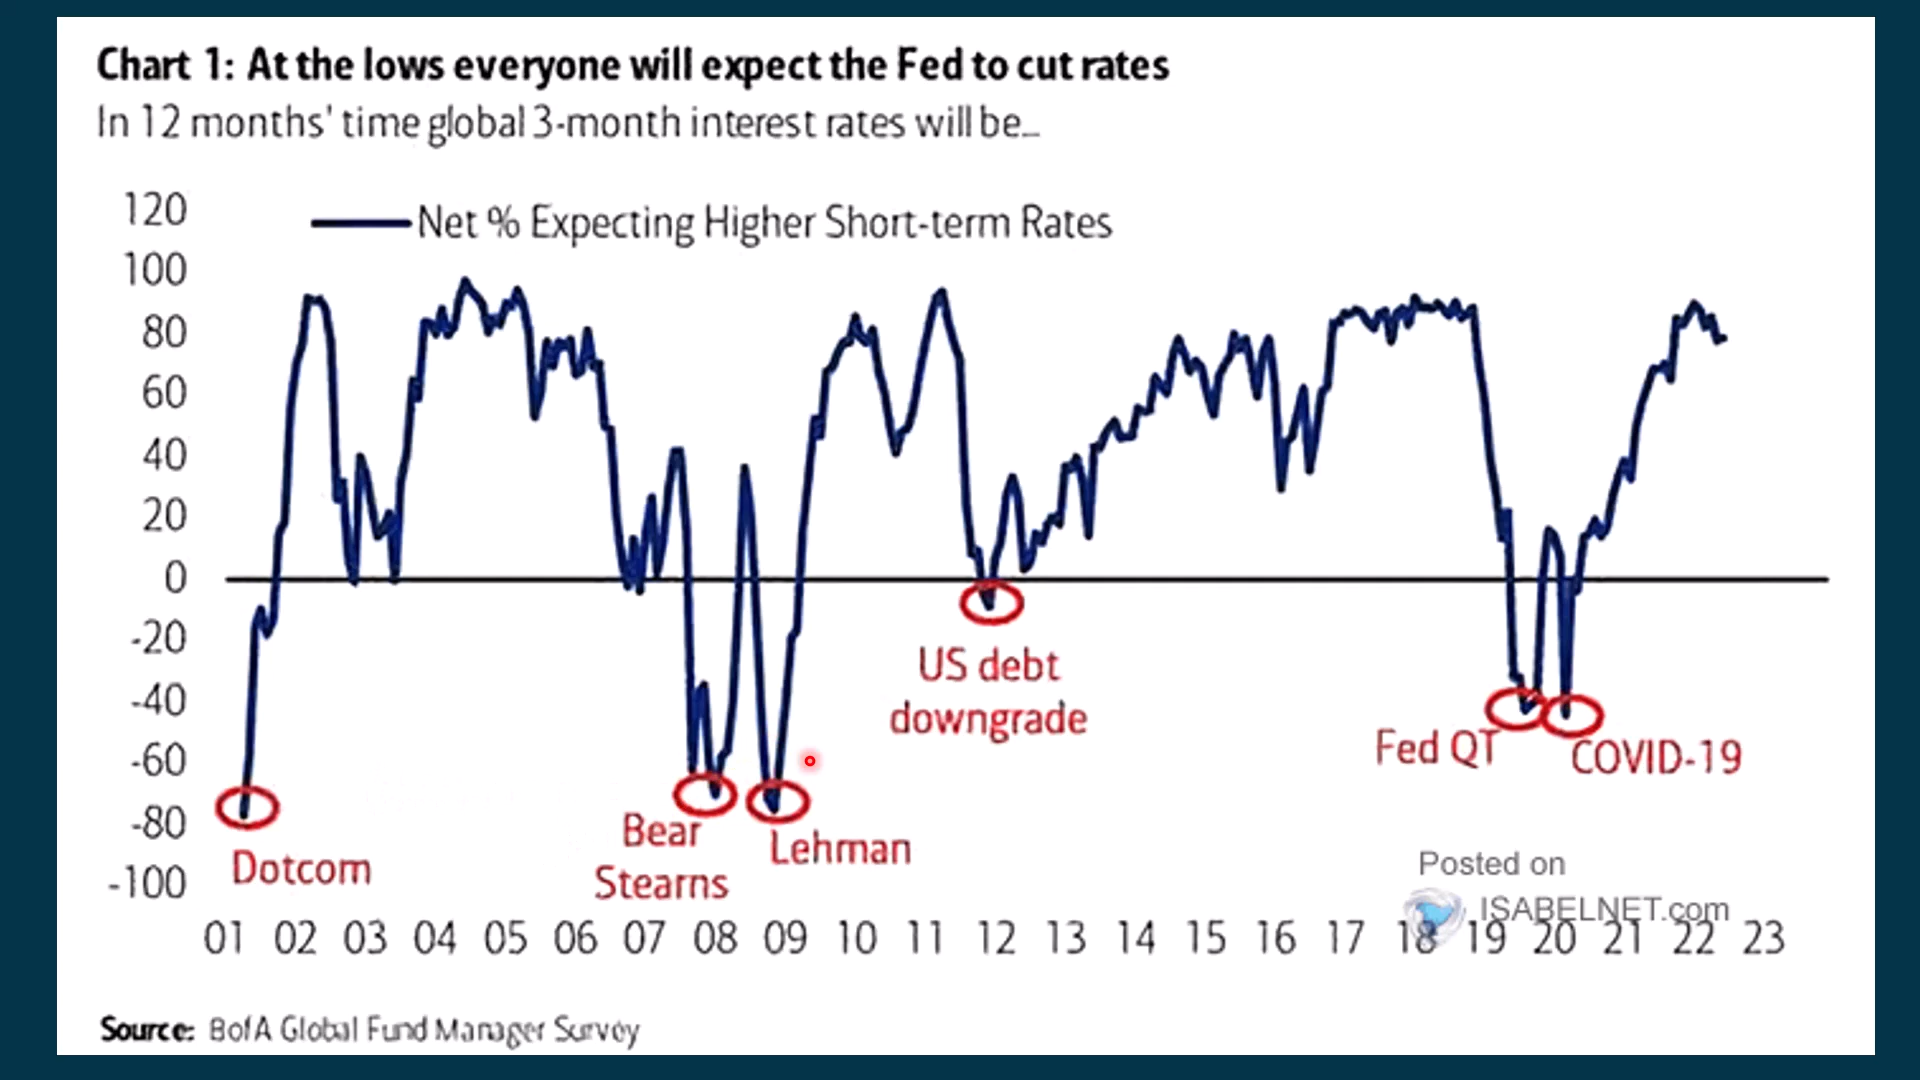 Chart 1: At the lows everyone will expect the Fed to cut rates
In 12 months' time global 3-month interest rates will be...
120
Net % Expecting Higher Short-term Rates
100
80
60
40
20
0
-20
-40
-60
-80
-100
US debt
downgrade
Fed QT
COVID-19
Bear
Stearns
Lehman
Dotcom
Posted on
ISABELNET.com
01 02 03 04 05 06 07 08 09 10 11 12 13 14 15 16 17 18 19 20 21 22 23
Source: BofA Global Fund Manager Survey